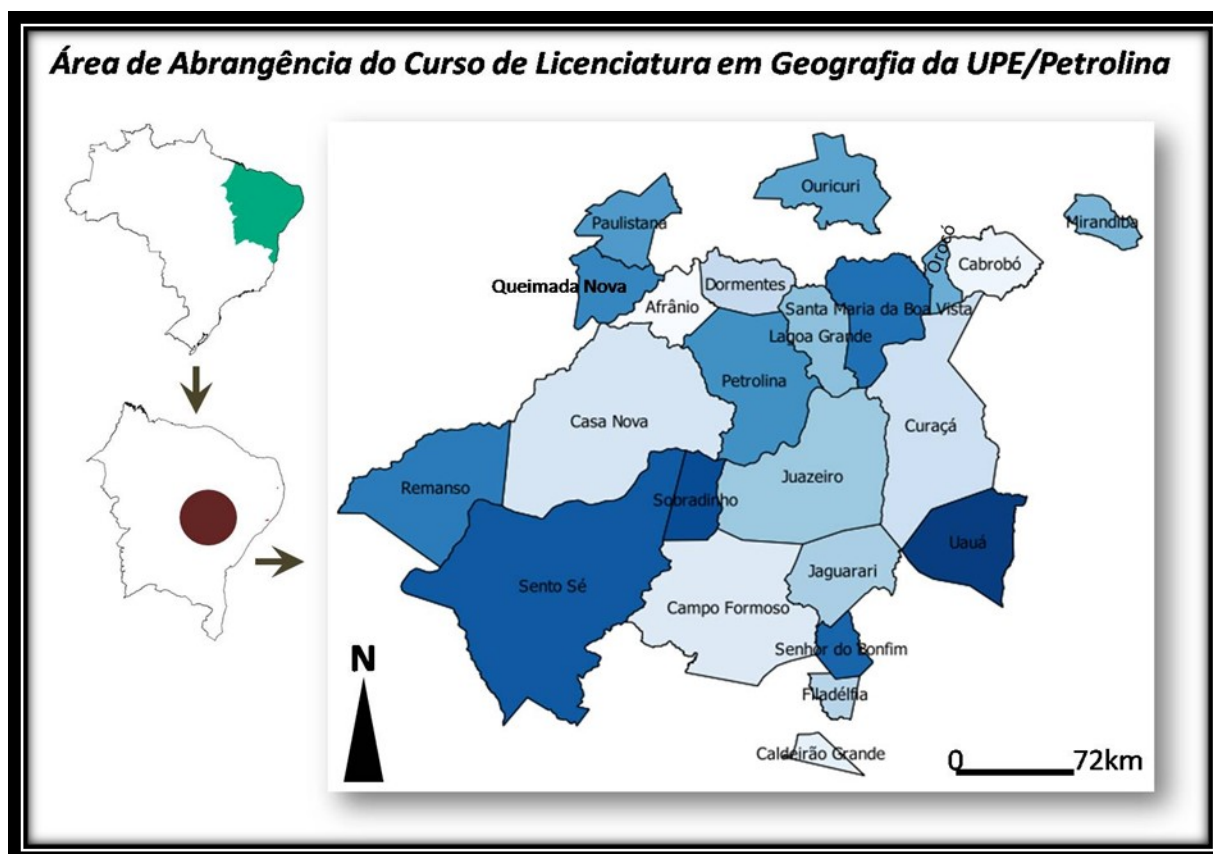 Área de Abrangência do Curso de Licenciatura em Geografia da UPE/Petrolina
Ouricuri
Paulistana
Mirandiba
Orocó
Cabrobó
Queimada Nova
Dormentes
Afrânio
Santa Maria da Boa Vista
Lagoa Grande
Petrolina
Casa Nova
Curaçá
Juazeiro
Remanso
Sobradinho
Uauá
Jaguarari
Sento Sé
Campo Formoso
Senhor do Bonfim
N
Filadélfia
Caldeirão Grande
0 72km